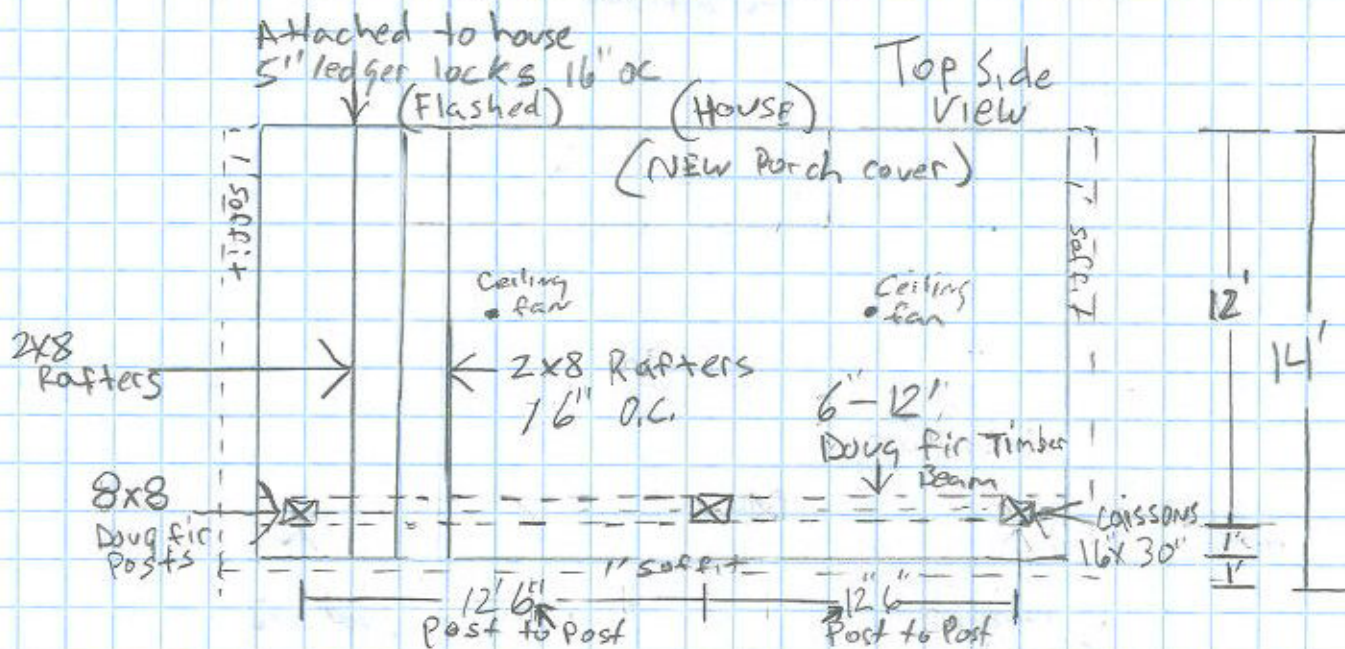 Attached to house
5" ledger locks 16" oc
(Flashed)
(HOUSE)
Top Side
View
(NEW Porch cover)
1' soffit
1' soffit
Ceiling
fan
Ceiling
fan
12'
14'
2x8
Rafters
2x8 Rafters
16" O.C.
6"-12"
Doug fir Timber
Beam
8x8
Doug fir
Posts
Caissons
16x30"
1'
1'
1' soffit
12' 6"
Post to Post
12' 6"
Post to Post